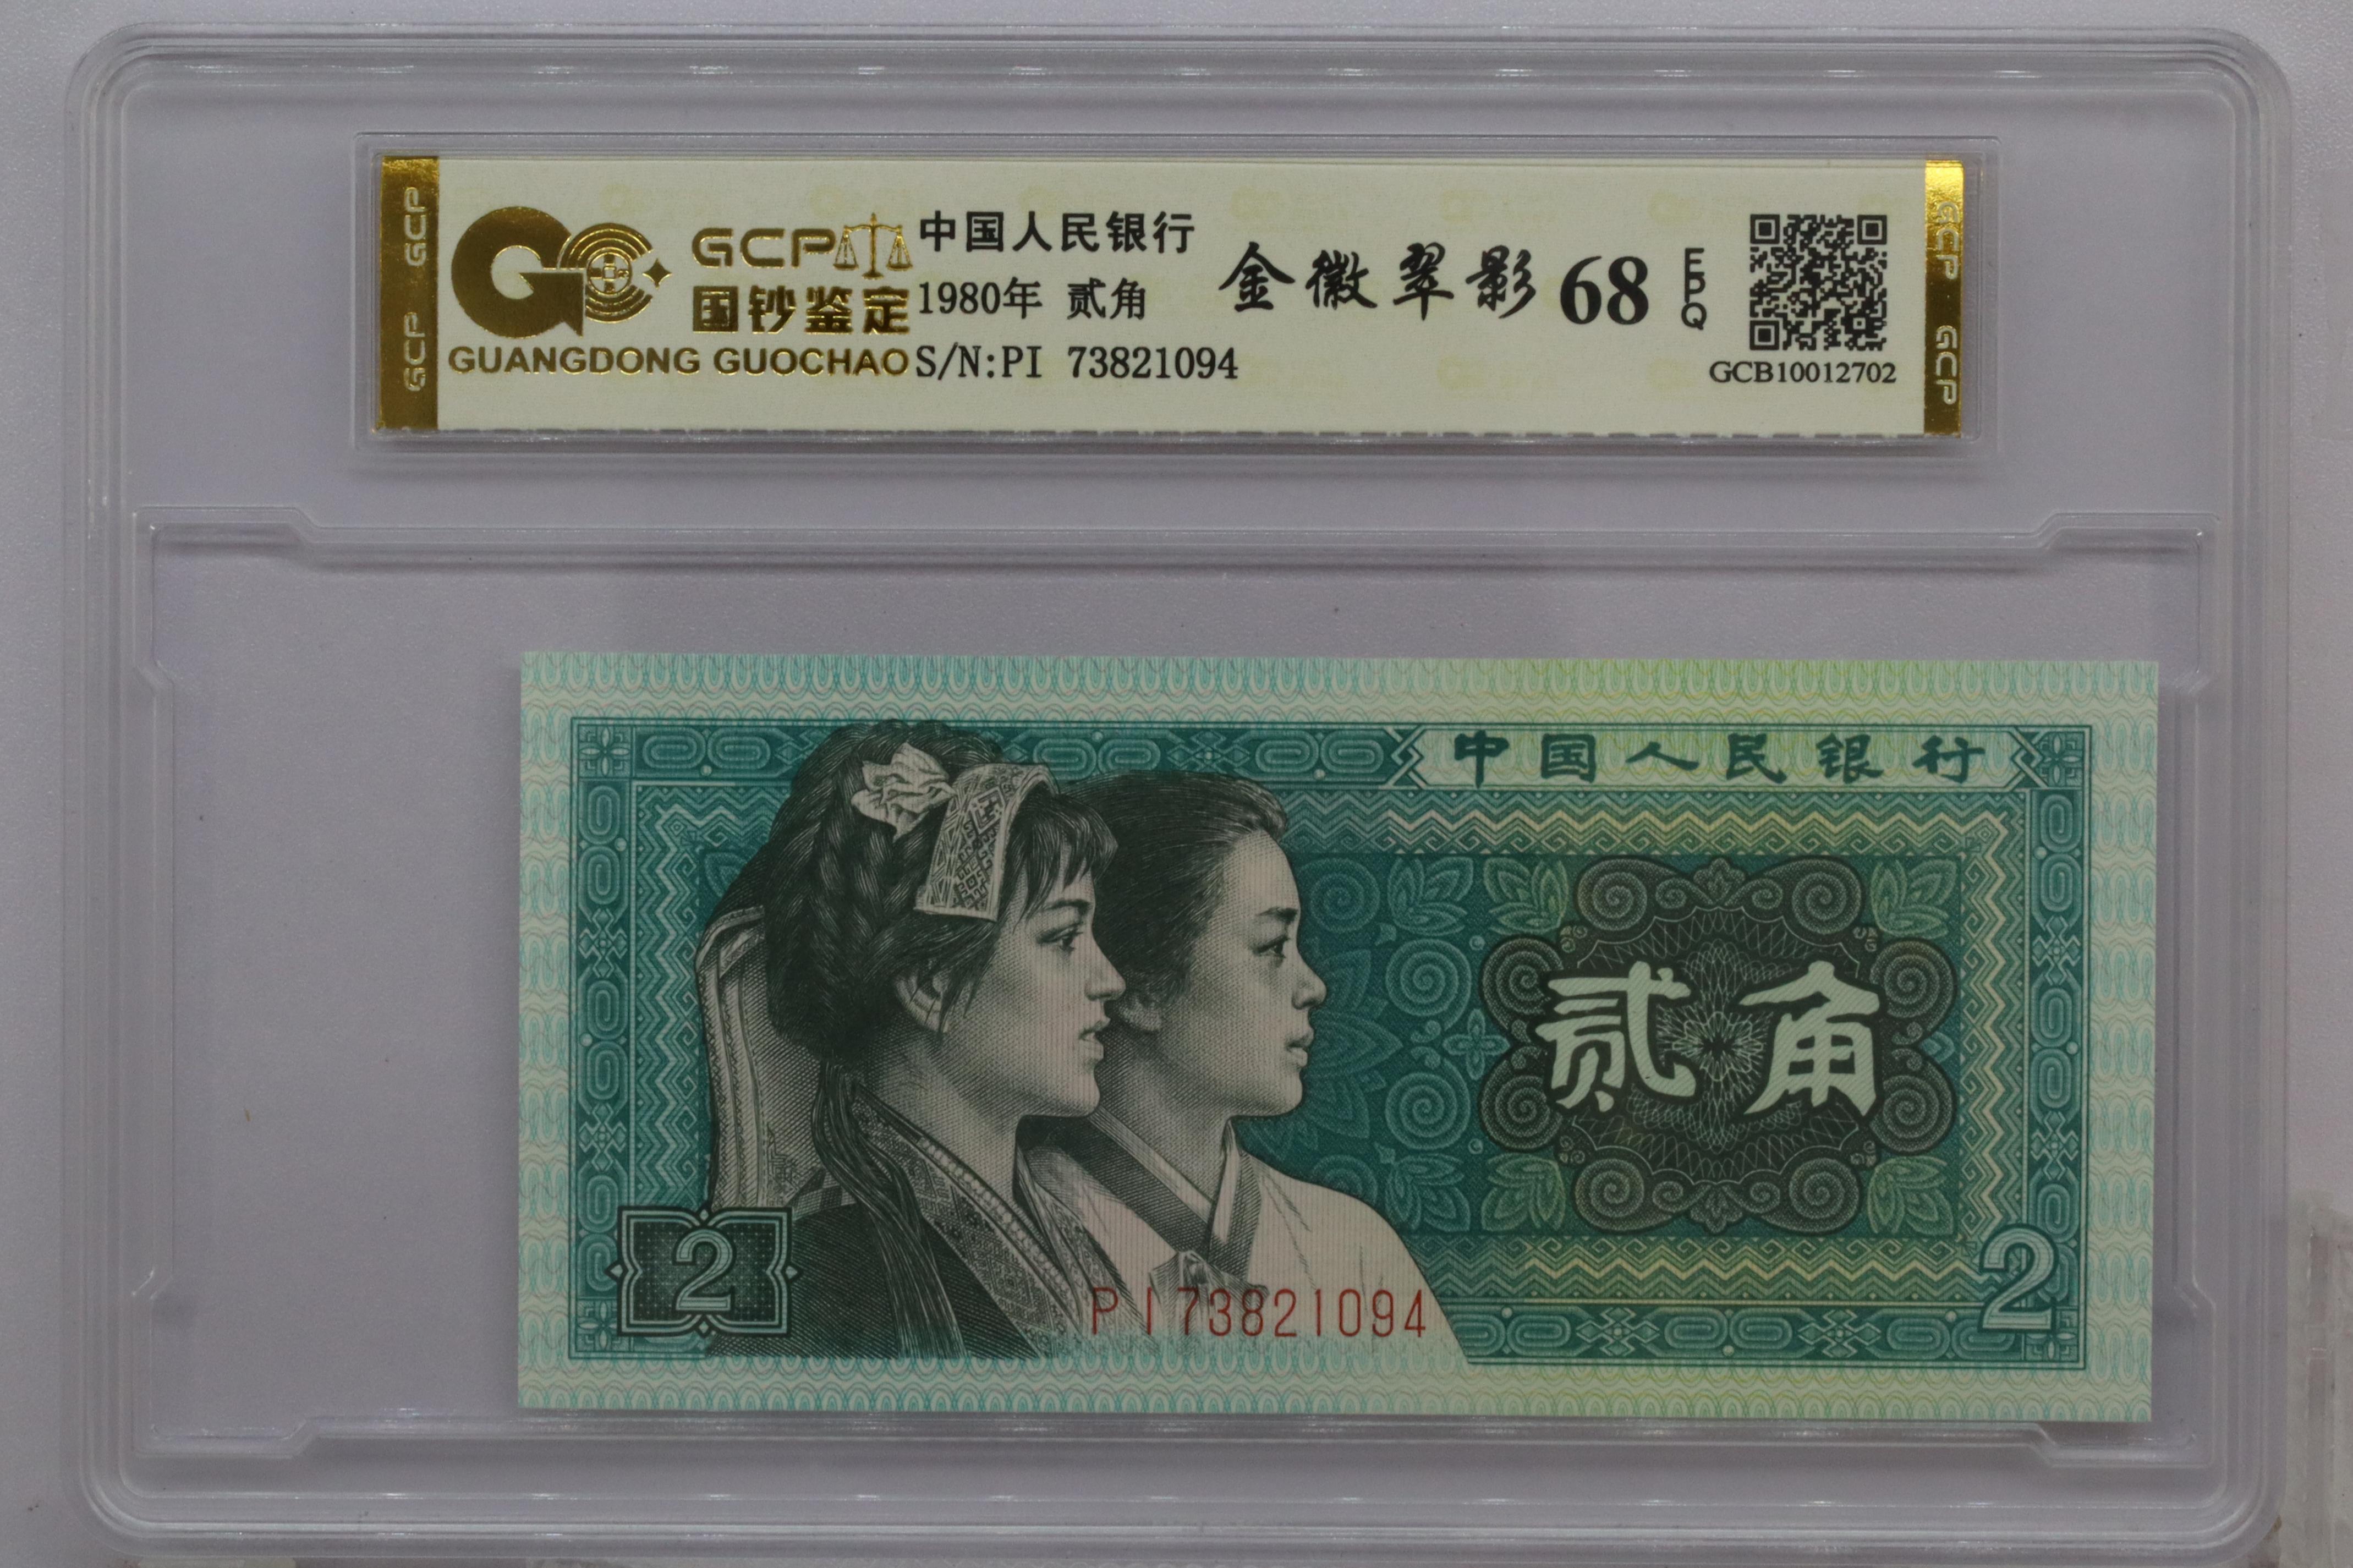 GCP GCP
GCP
国钞鉴定
GUANGDONG GUOCHAO
中国人民银行
1980年 贰角
S/N:PI 73821094
金徽翠影 68 EPQ
GCB10012702
GCP GCP
中国人民银行
贰角
2
PI73821094
2